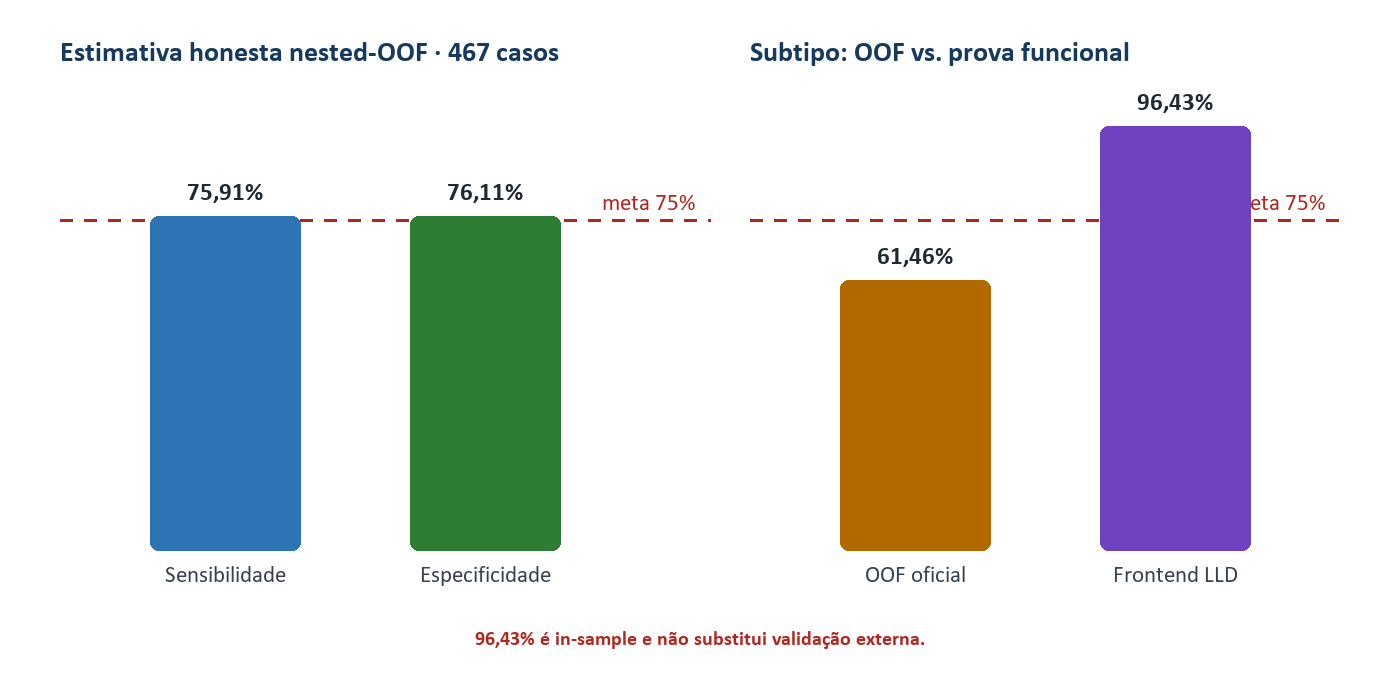 Estimativa honesta nested-OOF · 467 casos
75,91%
76,11%
meta 75%
Sensibilidade
Especificidade
Subtipo: OOF vs. prova funcional
96,43%
eta 75%
61,46%
OOF oficial
Frontend LLD
96,43% é in-sample e não substitui validação externa.